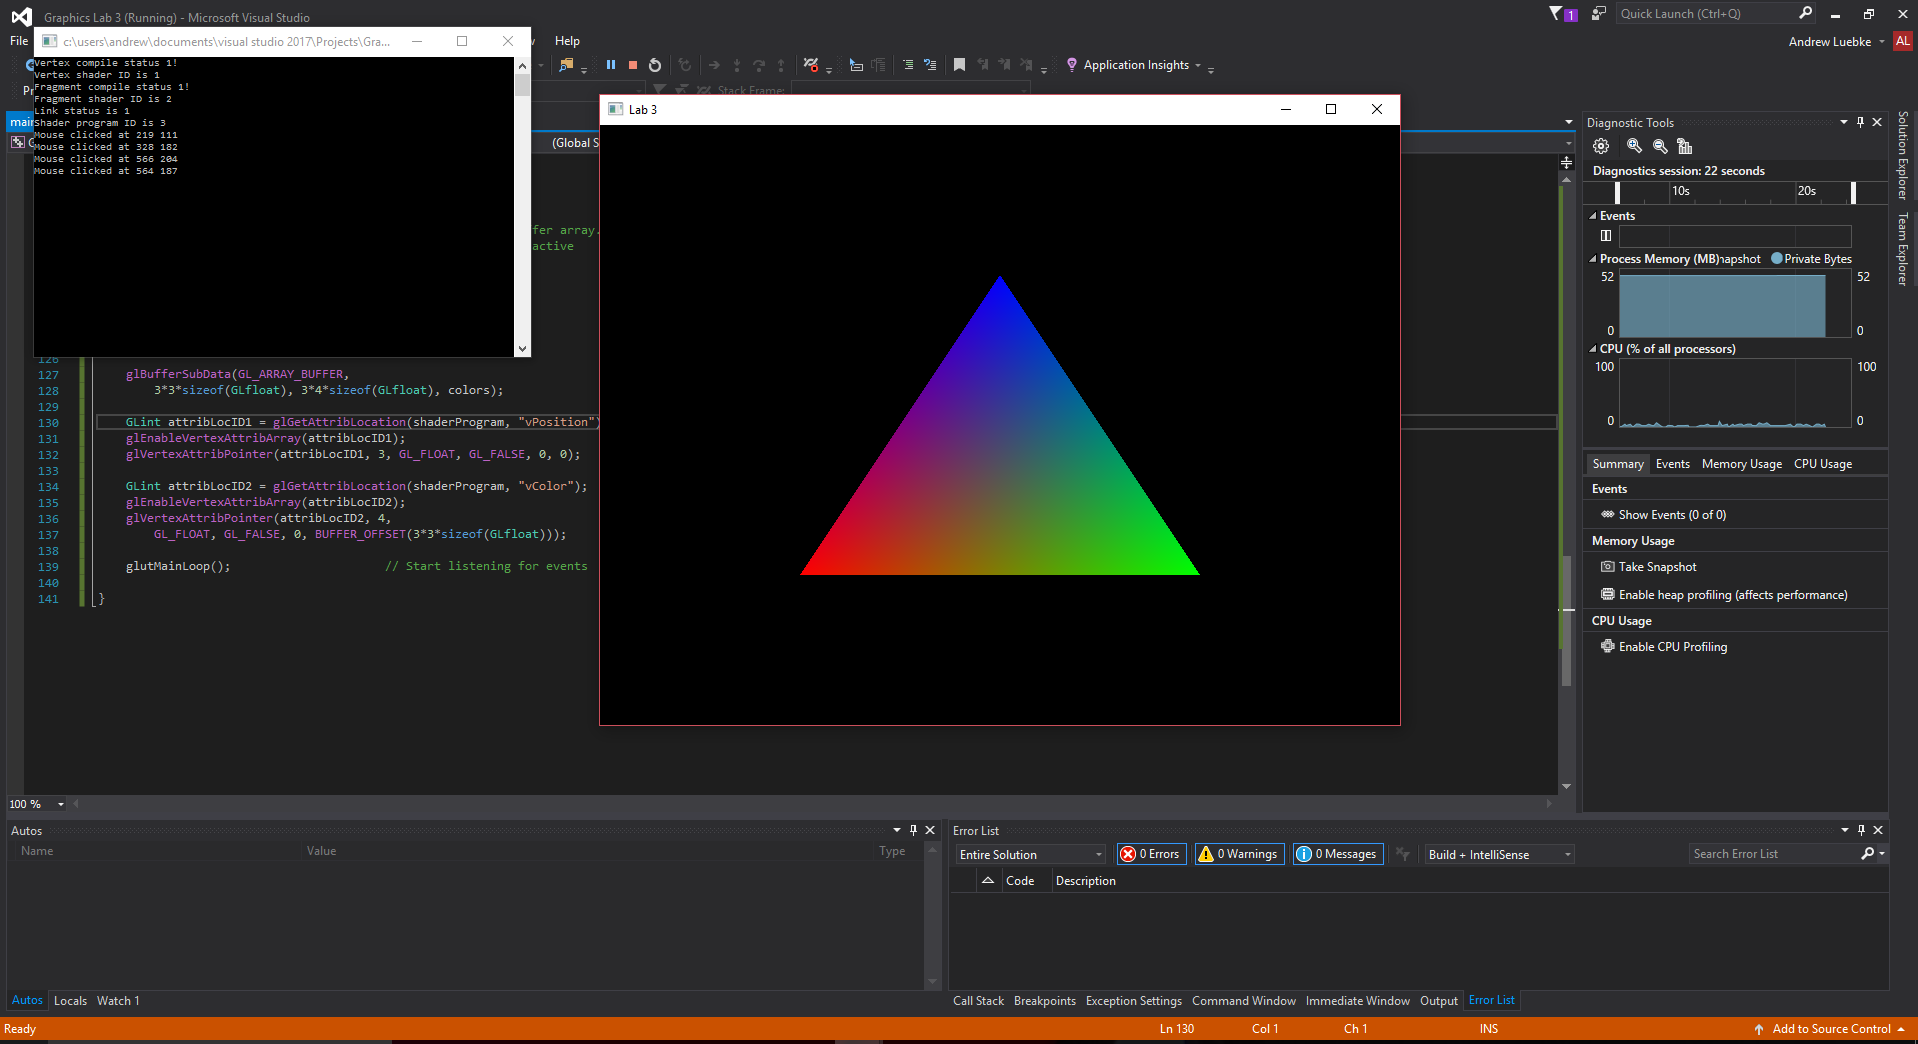 Graphics Lab 3 (Running) - Microsoft Visual Studio
1
Quick Launch (Ctrl+Q)
File
c:\users\andrew\documents\visual studio 2017\Projects\Gra...
Help
Andrew Luebke
AL
Application Insights
Stack Frame:
Vertex compile status 1!
Vertex shader ID is 1
Fragment compile status 1!
Fragment shader ID is 2
Link status is 1
Shader program ID is 3
Mouse clicked at 219 111
Mouse clicked at 328 182
Mouse clicked at 566 204
Mouse clicked at 564 187
(Global S
Lab 3
fer array.
active
126
127 glBufferSubData(GL_ARRAY_BUFFER,
128 3*3*sizeof(GLfloat), 3*4*sizeof(GLfloat), colors);
129
130 GLint attribLocID1 = glGetAttribLocation(shaderProgram, "vPosition")
131 glEnableVertexAttribArray(attribLocID1);
132 glVertexAttribPointer(attribLocID1, 3, GL_FLOAT, GL_FALSE, 0, 0);
133
134 GLint attribLocID2 = glGetAttribLocation(shaderProgram, "vColor");
135 glEnableVertexAttribArray(attribLocID2);
136 glVertexAttribPointer(attribLocID2, 4,
137 GL_FLOAT, GL_FALSE, 0, BUFFER_OFFSET(3*3*sizeof(GLfloat)));
138
139 glutMainLoop(); // Start listening for events
140
141 }
100 %
Diagnostic Tools
Diagnostics session: 22 seconds
10s 20s
Events
Process Memory (MB)napshot Private Bytes
52 52
0 0
CPU (% of all processors)
100 100
0 0
Summary Events Memory Usage CPU Usage
Events
Show Events (0 of 0)
Memory Usage
Take Snapshot
Enable heap profiling (affects performance)
CPU Usage
Enable CPU Profiling
Solution Explorer
Team Explorer
Autos
Name Value Type
Autos Locals Watch 1
Error List
Entire Solution 0 Errors 0 Warnings 0 Messages Build + IntelliSense Search Error List
Code Description
Call Stack Breakpoints Exception Settings Command Window Immediate Window Output Error List
Ready Ln 130 Col 1 Ch 1 INS Add to Source Control